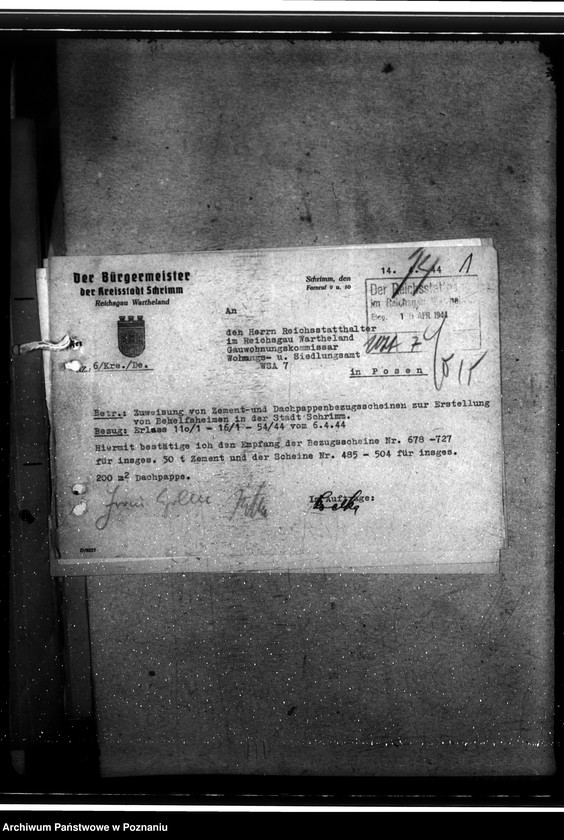 Der Bürgermeister
der Kreisstadt Schrimm
Reichsgau Wartheland
Schrimm, den
14. 4. 44
1
Fernruf 9 u. 10
Der Reichsstatthalter
im Reichsgau
Eing. 1 APR 1944
WSA 7
An
den Herrn Reichsstatthalter
im Reichsgau Wartheland
Gauwohnungskommissar
Wohnungs- u. Siedlungsamt
WSA 7
in Posen
6/Krs./De.
Betr.: Zuweisung von Zement-und Dachpappenbezugsscheinen zur Erstellung
von Behelfsheimen in der Stadt Schrimm.
Bezug: Erlass 11o/1 - 16/1 - 54/44 vom 6.4.44
Hiermit bestätige ich den Empfang der Bezugsscheine Nr. 678 -727
für insges. 50 t Zement und der Scheine Nr. 485 - 504 für insges.
200 m² Dachpappe.
Im Auftrage:
Archiwum Państwowe w Poznaniu